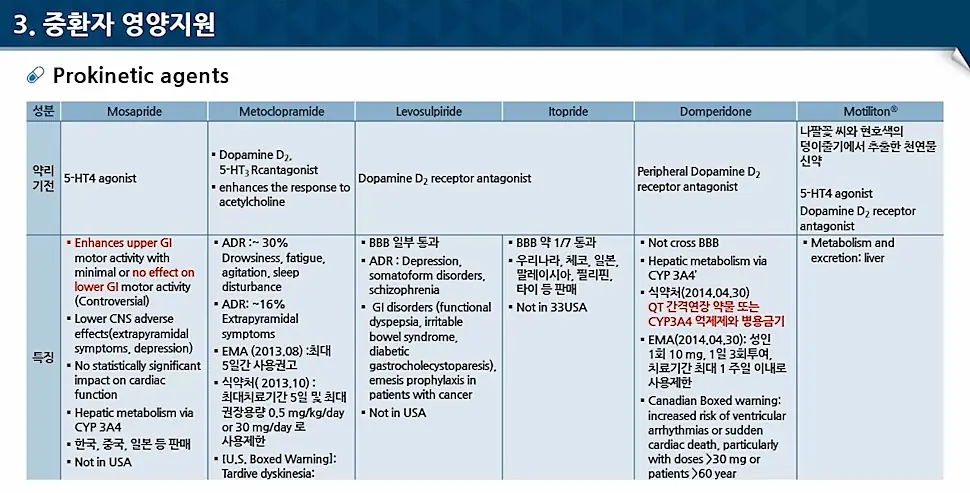 3. 중환자 영양지원
Prokinetic agents
성분
Mosapride
Metoclopramide
Levosulpiride
Itopride
Domperidone
Motiliton®
약리
기전
5-HT4 agonist
▪ Dopamine D2,
5-HT3 Rcantagonist
▪ enhances the response to
acetylcholine
Dopamine D2 receptor antagonist
Peripheral Dopamine D2
receptor antagonist
나팔꽃 씨와 현호색의
덩이줄기에서 추출한 천연물
신약
5-HT4 agonist
Dopamine D2 receptor
antagonist
특징
▪ Enhances upper GI
motor activity with
minimal or no effect on
lower GI motor activity
(Controversial)
▪ Lower CNS adverse
effects(extrapyramidal
symptoms, depression)
▪ No statistically significant
impact on cardiac
function
▪ Hepatic metabolism via
CYP 3A4
▪ 한국, 중국, 일본 등 판매
▪ Not in USA
▪ ADR :~ 30%
Drowsiness, fatigue,
agitation, sleep
disturbance
▪ ADR: ~16%
Extrapyramidal
symptoms
▪ EMA (2013.08) :최대
5일간 사용권고
▪ 식약처( 2013.10) :
최대치료기간 5일 및 최대
권장용량 0.5 mg/kg/day
or 30 mg/day 로
사용제한
▪ [U.S. Boxed Warning]:
Tardive dyskinesia:
▪ BBB 일부 통과
▪ ADR : Depression,
somatoform disorders,
schizophrenia
▪ GI disorders (functional
dyspepsia, irritable
bowel syndrome,
diabetic
gastrocholecystoparesis),
emesis prophylaxis in
patients with cancer
▪ Not in USA
▪ BBB 약 1/7 통과
▪ 우리나라, 체코, 일본,
말레이시아, 필리핀,
타이 등 판매
▪ Not in 33USA
▪ Not cross BBB
▪ Hepatic metabolism via
CYP 3A4'
▪ 식약처(2014.04.30)
QT 간격연장 약물 또는
CYP3A4 억제제와 병용금기
▪ EMA(2014.04.30): 성인
1회 10 mg, 1일 3회투여,
치료기간 최대 1 주일 이내로
사용제한
▪ Canadian Boxed warning:
increased risk of ventricular
arrhythmias or sudden
cardiac death, particularly
with doses >30 mg or
patients >60 year
▪ Metabolism and
excretion: liver